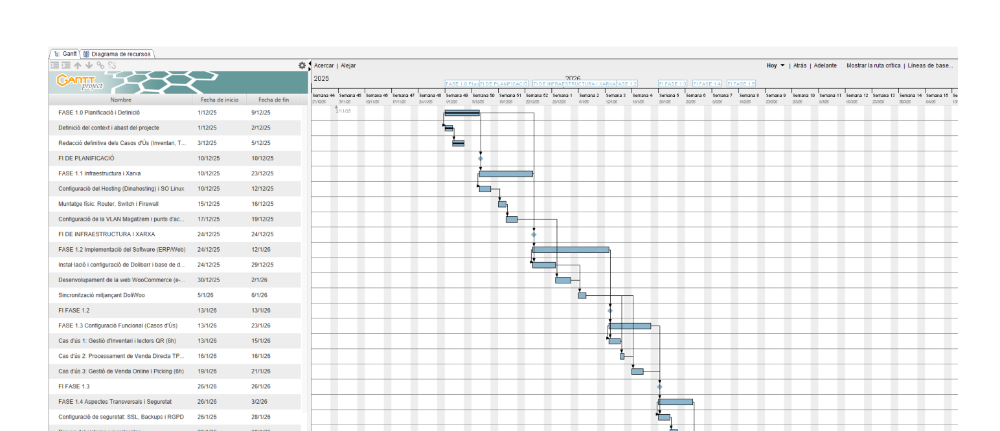 Gantt Diagrama de recursos
Acercar | Alejar Hoy | Atrás | Adelante Mostrar la ruta crítica | Líneas de base...
GANTT project
2025 2026
FASE 1.0 Plan FI DE PLANIFICACIÓ FI DE INFRAESTRUCTURA I XARXA FASE 1.2 FI FASE 1.3 FI FASE 1.4 FI FASE 1.5
Semana 44 Semana 45 Semana 46 Semana 47 Semana 48 Semana 49 Semana 50 Semana 51 Semana 52 Semana 1 Semana 2 Semana 3 Semana 4 Semana 5 Semana 6 Semana 7 Semana 8 Semana 9 Semana 10 Semana 11 Semana 12 Semana 13 Semana 14 Semana 15 Se
27/10/25 3/11/25 10/11/25 17/11/25 24/11/25 1/12/25 8/12/25 15/12/25 22/12/25 29/12/25 5/1/26 12/1/26 19/1/26 26/1/26 2/2/26 9/2/26 16/2/26 23/2/26 2/3/26 9/3/26 16/3/26 23/3/26 30/3/26 6/4/26 13/
Nombre Fecha de inicio Fecha de fin
2/11/25
FASE 1.0 Planificació i Definició 1/12/25 9/12/25
Definició del context i abast del projecte 1/12/25 2/12/25
Redacció definitiva dels Casos d'Ús (Inventari, T... 3/12/25 5/12/25
FI DE PLANIFICACIÓ 10/12/25 10/12/25
FASE 1.1 Infraestructura i Xarxa 10/12/25 23/12/25
Configuració del Hosting (Dinahosting) i SO Linux 10/12/25 12/12/25
Muntatge físic: Router, Switch i Firewall 15/12/25 16/12/25
Configuració de la VLAN Magatzem i punts d'ac... 17/12/25 19/12/25
FI DE INFRAESTRUCTURA I XARXA 24/12/25 24/12/25
FASE 1.2 Implementació del Software (ERP/Web) 24/12/25 12/1/26
Instal·lació i configuració de Dolibarr i base de d... 24/12/25 29/12/25
Desenvolupament de la web WooCommerce (e-... 30/12/25 2/1/26
Sincronització mitjançant DoliWoo 5/1/26 6/1/26
FI FASE 1.2 13/1/26 13/1/26
FASE 1.3 Configuració Funcional (Casos d'Ús) 13/1/26 23/1/26
Cas d'ús 1: Gestió d'Inventari i lectors QR (6h) 13/1/26 15/1/26
Cas d'ús 2: Processament de Venda Directa TP... 16/1/26 16/1/26
Cas d'ús 3: Gestió de Venda Online i Picking (6h) 19/1/26 21/1/26
FI FASE 1.3 26/1/26 26/1/26
FASE 1.4 Aspectes Transversals i Seguretat 26/1/26 3/2/26
Configuració de seguretat: SSL, Backups i RGPD 26/1/26 28/1/26